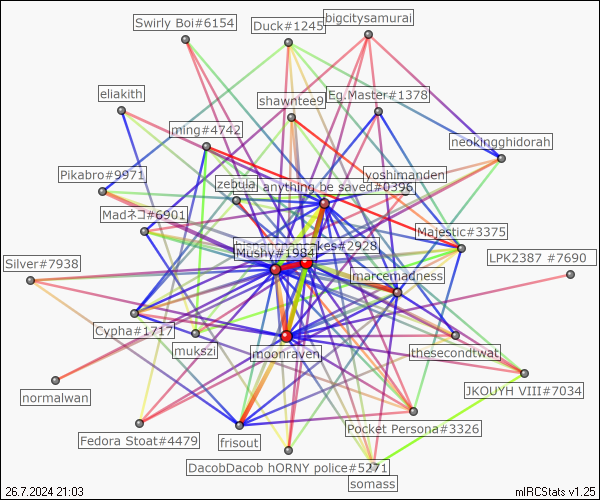 Swirly Boi#6154
Duck#1245
bigcitysamurai
eliakith
shawntee9
Eg.Master#1378
ming#4742
neokingghidorah
Pikabro#9971
zebula
yoshimanden
anything be saved#0396
Madネコ#6901
Majestic#3375
kes#2928
Mushy#1984
Silver#7938
LPK2387 #7690
marcemadness
Cypha#1717
mukszi
moonraven
thesecondtwat
normalwan
JKOUYH VIII#7034
Pocket Persona#3326
Fedora Stoat#4479
frisout
DacobDacob hORNY police#5271
somass
26.7.2024 21:03
mIRCStats v1.25